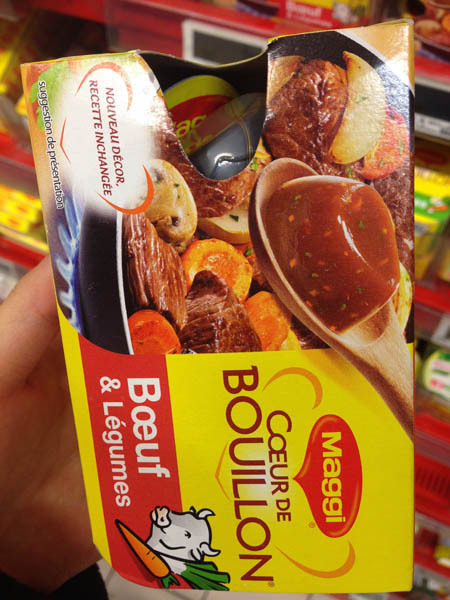 Maggi
®
CŒUR DE
BOUILLON®
Bœuf
& Légumes
NOUVEAU DÉCOR,
RECETTE INCHANGÉE
suggestion de présentation